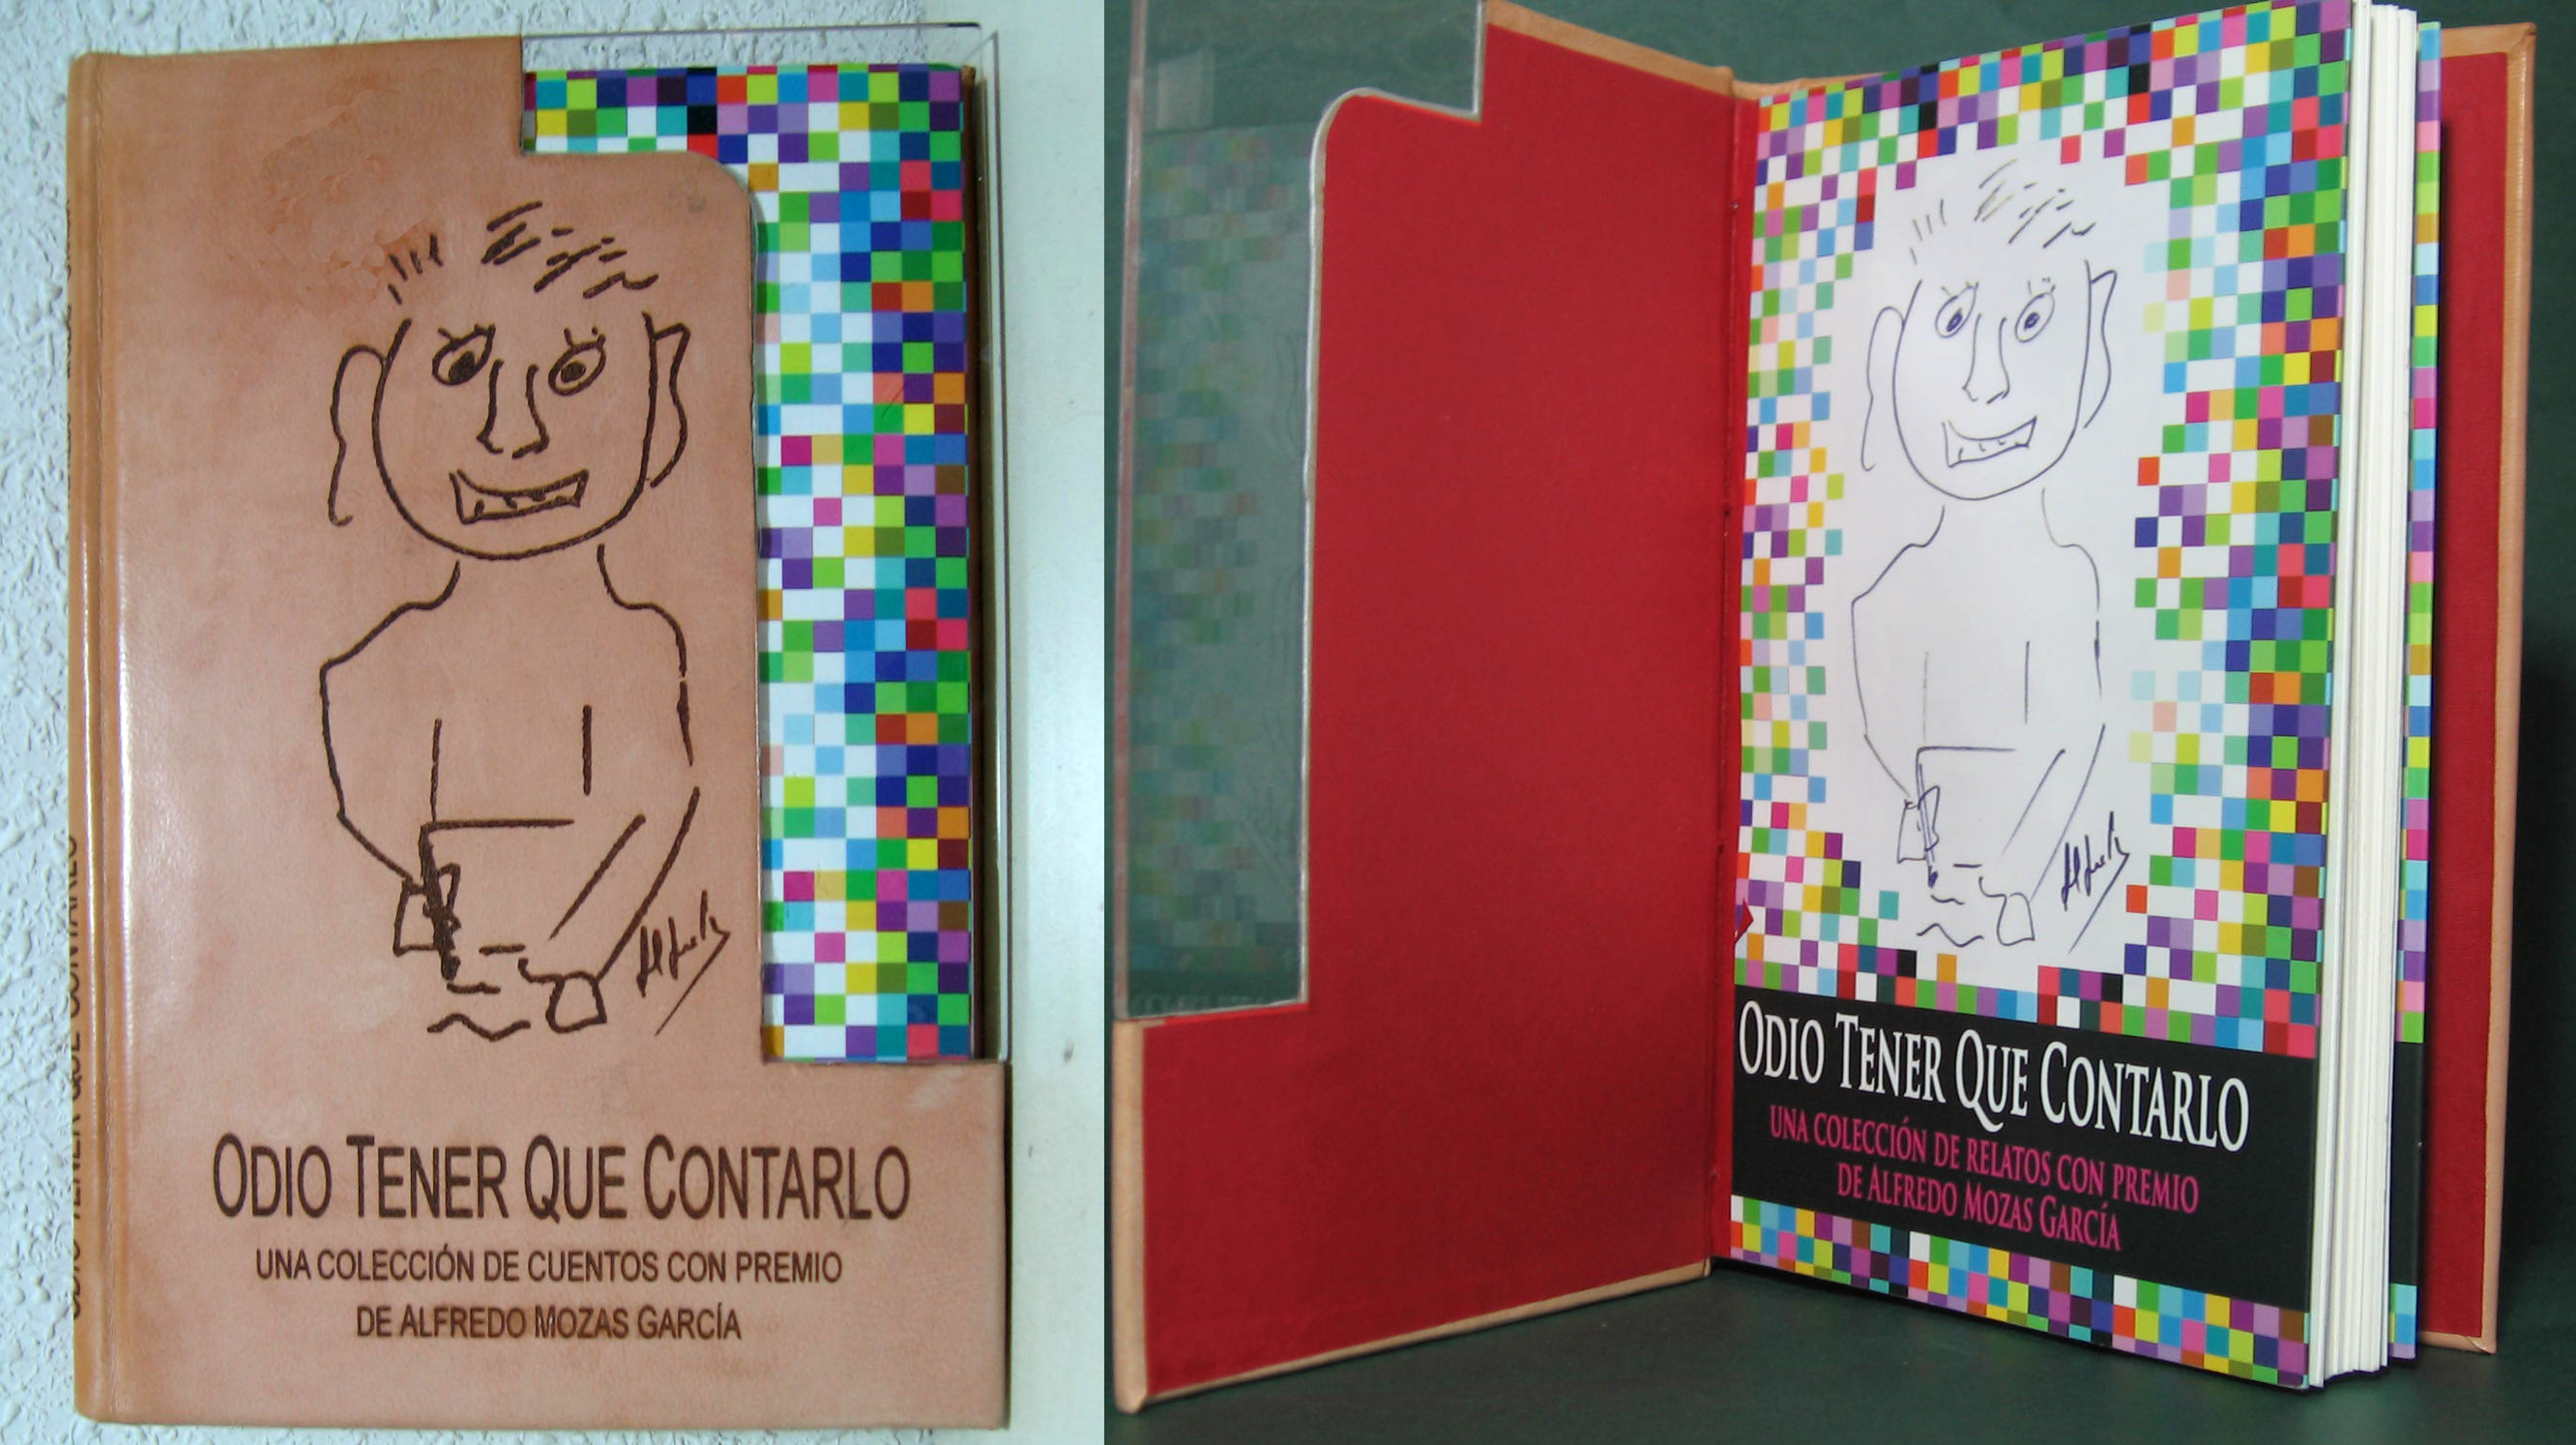 ODIO TENER QUE CONTARLO
UNA COLECCIÓN DE CUENTOS CON PREMIO
DE ALFREDO MOZAS GARCÍA
ODIO TENER QUE CONTARLO
ODIO TENER QUE CONTARLO
UNA COLECCIÓN DE RELATOS CON PREMIO
DE ALFREDO MOZAS GARCÍA